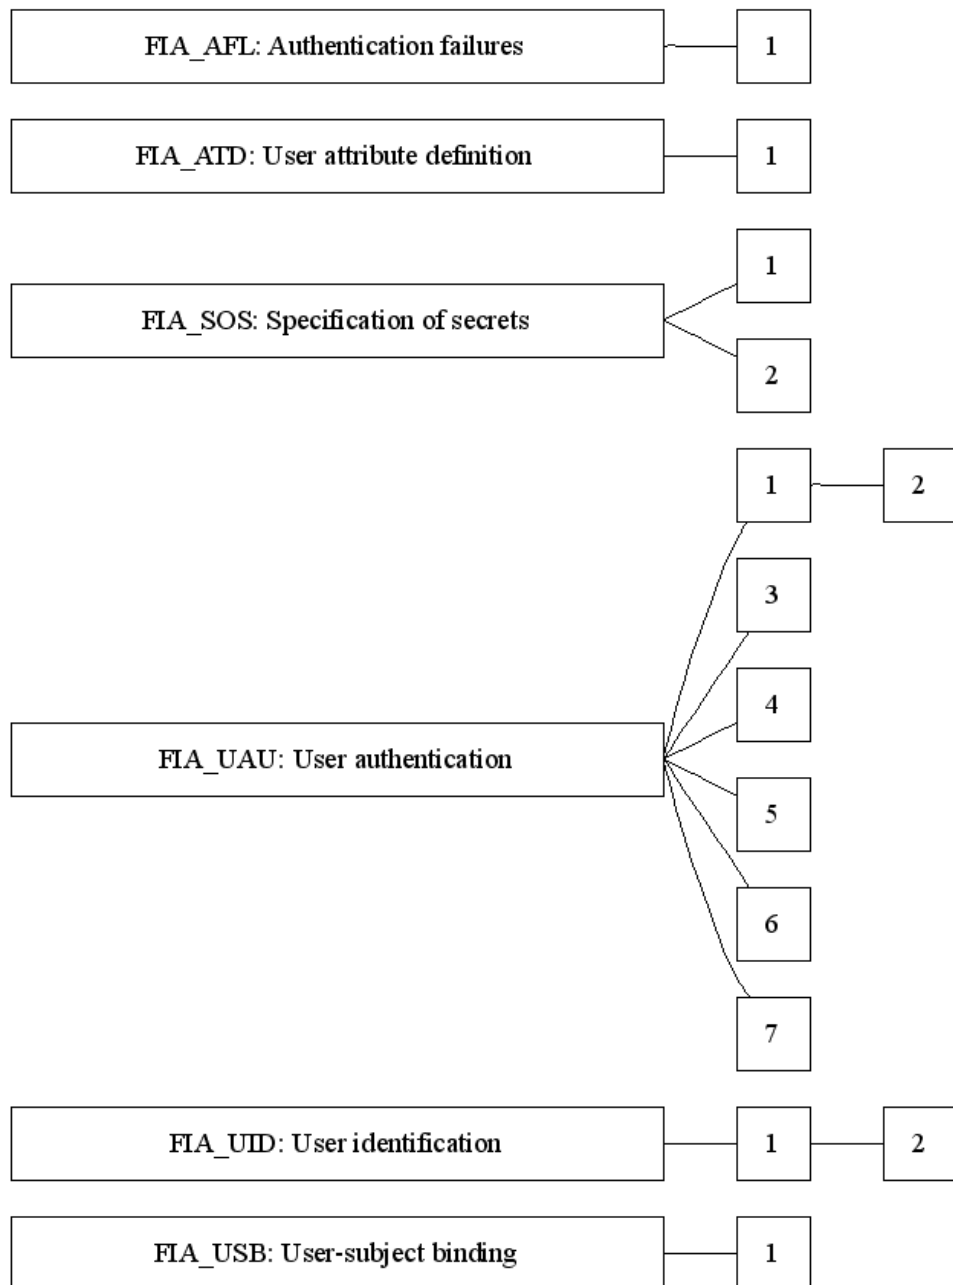 FIA_AFL: Authentication failures 1
FIA_ATD: User attribute definition 1
1
FIA_SOS: Specification of secrets
2
1 2
3
4
FIA_UAU: User authentication
5
6
7
FIA_UID: User identification 1 2
FIA_USB: User-subject binding 1